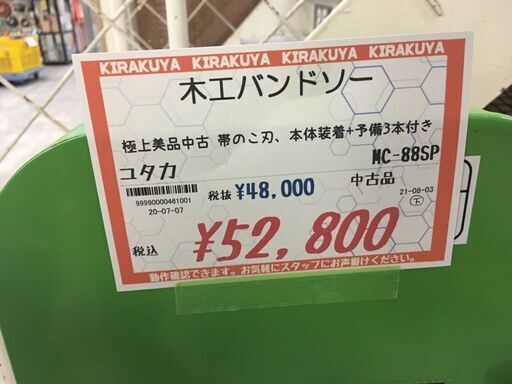 KIRAKUYA KIRAKUYA KIRAKUYA KIRAKUYA
木工バンドソー
極上美品中古 帯のこ刃、本体装着+予備3本付き
ユタカ MC-88SP
99990000461001 税抜 ¥48,000 中古品 21-08-03
20-07-07 下
税込 ¥52,800
動作確認できます。お気軽にスタッフにお声掛けください。